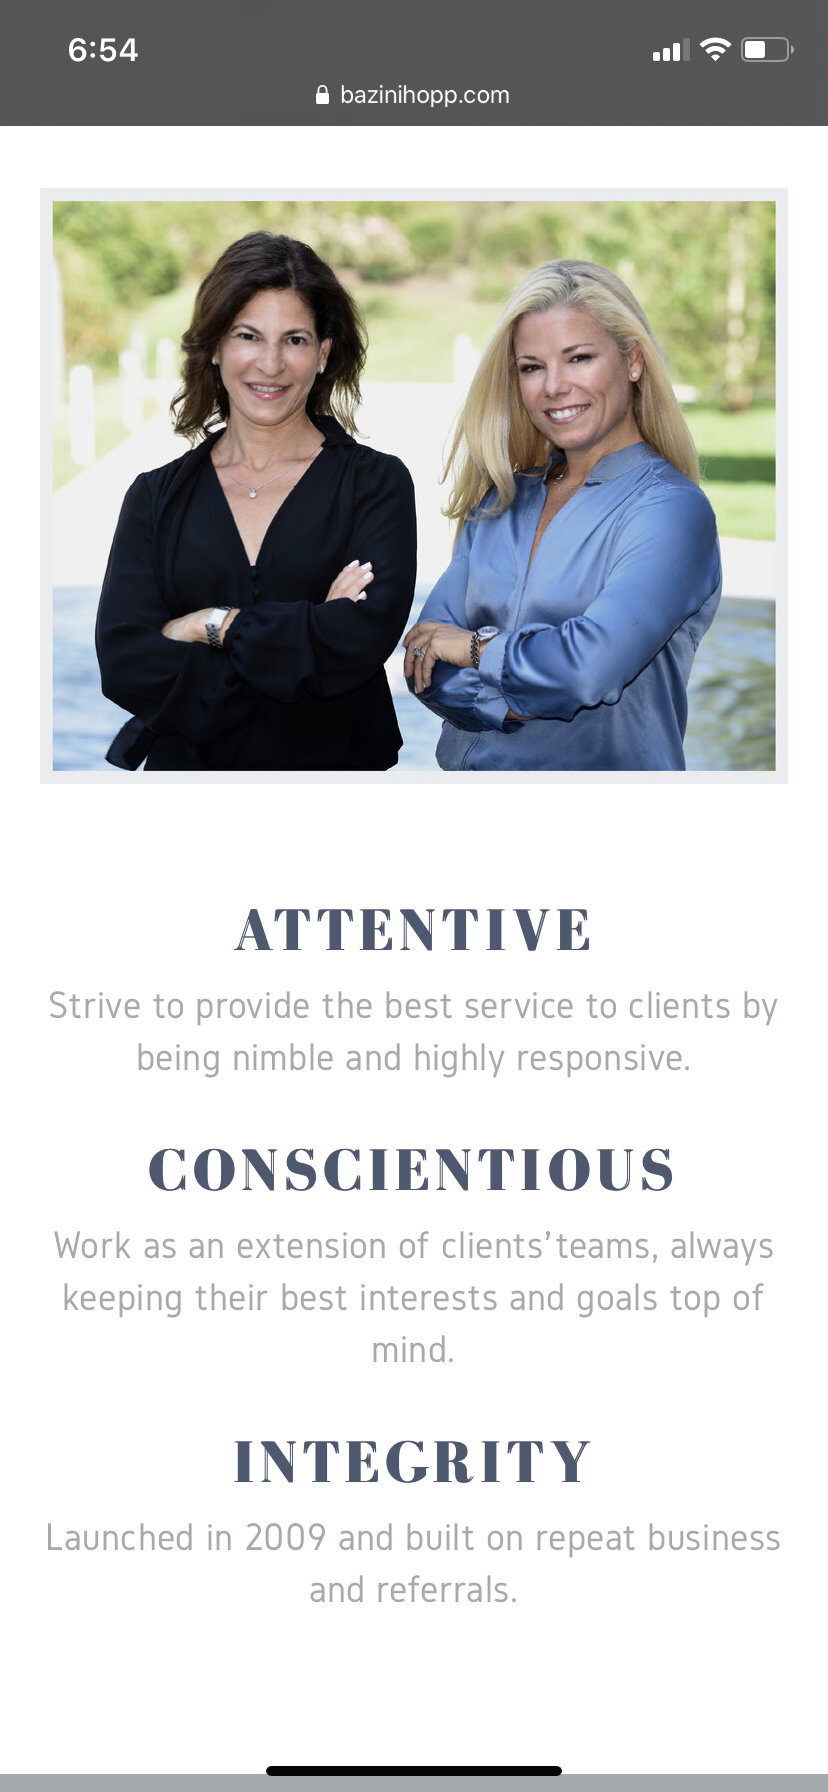 6:54
bazinihopp.com
ATTENTIVE
Strive to provide the best service to clients by
being nimble and highly responsive.
CONSCIENTIOUS
Work as an extension of clients’teams, always
keeping their best interests and goals top of
mind.
INTEGRITY
Launched in 2009 and built on repeat business
and referrals.